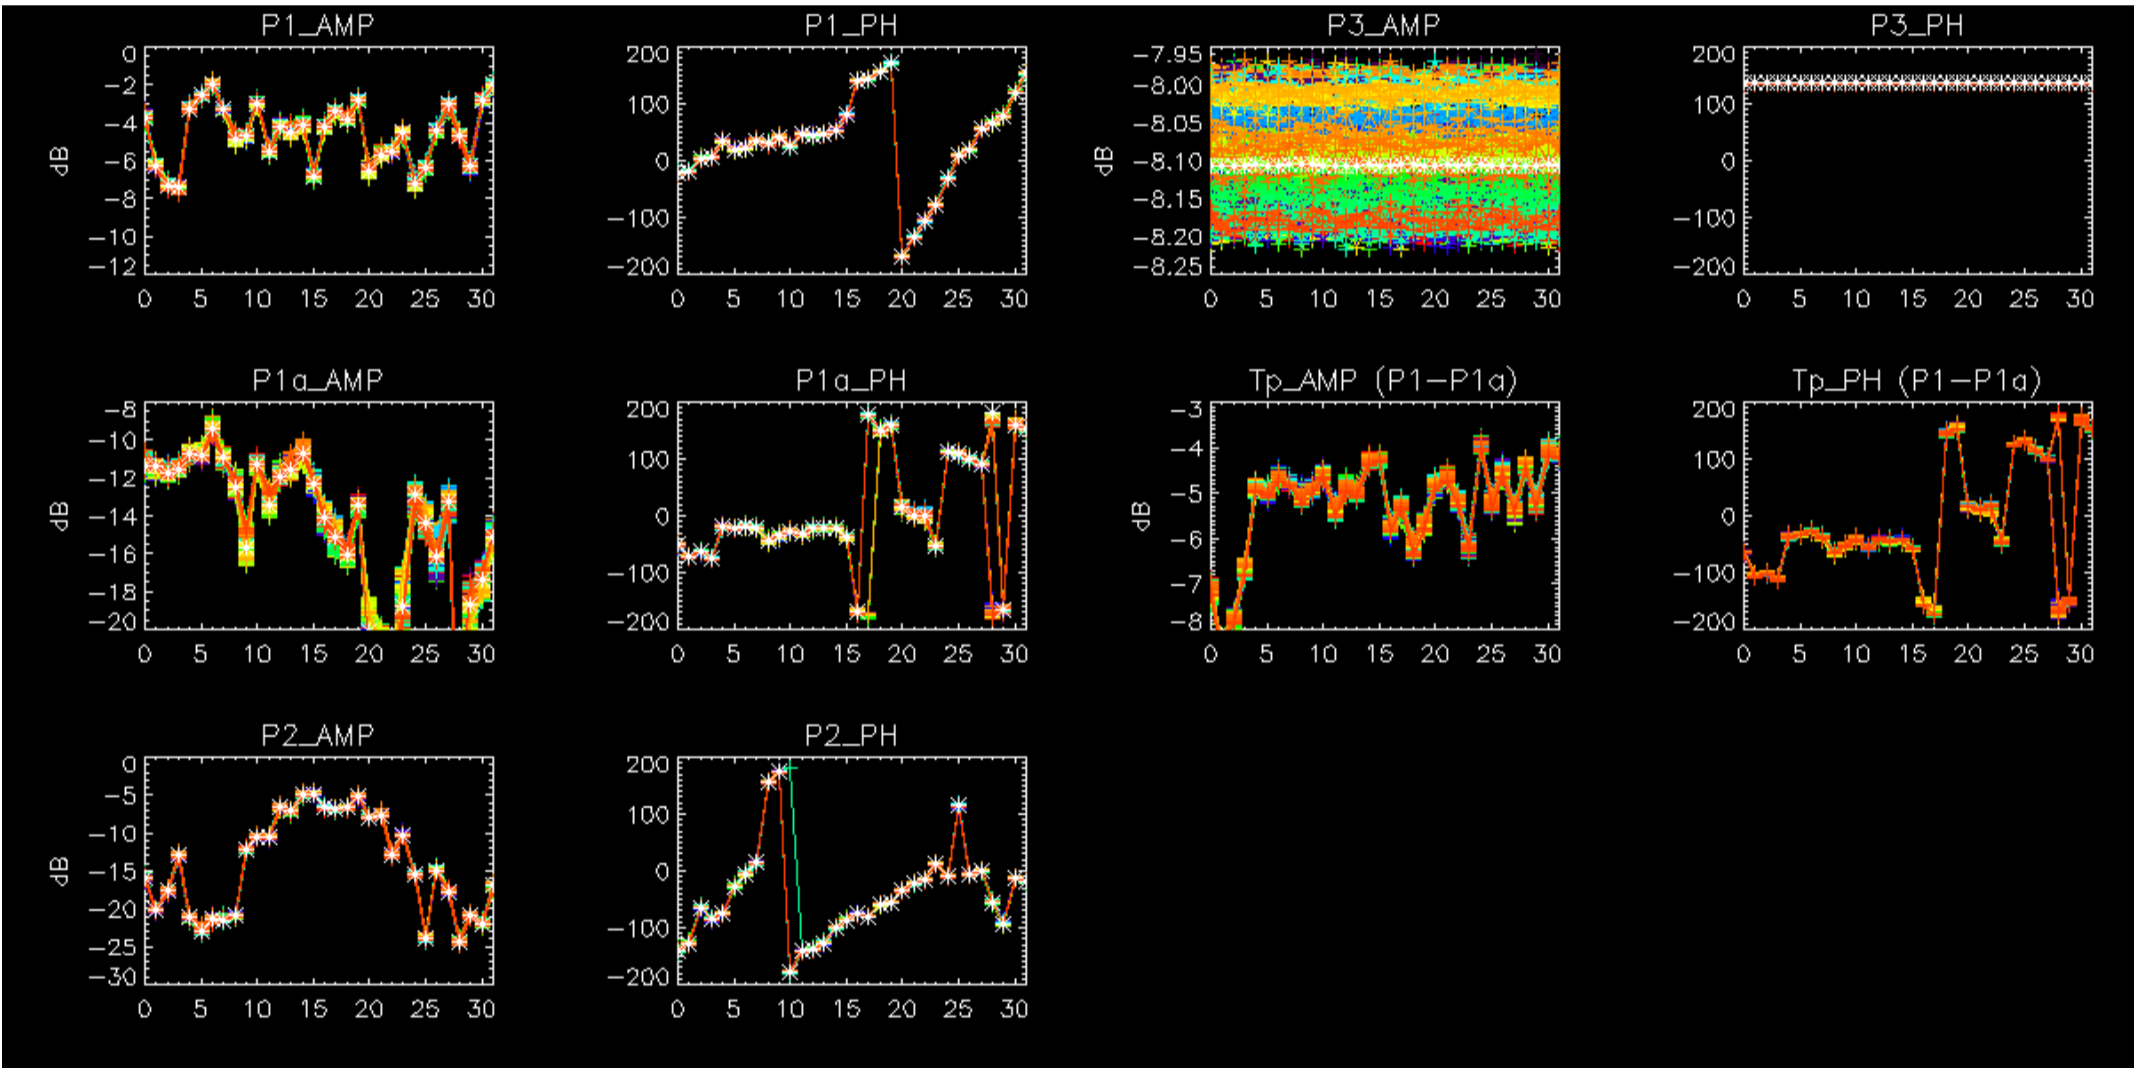 P1_AMP
P1_PH
P3_AMP
P3_PH
dB
0
−2
−4
−6
−8
−10
−12
0 5 10 15 20 25 30
200
100
0
−100
−200
0 5 10 15 20 25 30
dB
−7.95
−8.00
−8.05
−8.10
−8.15
−8.20
−8.25
0 5 10 15 20 25 30
200
100
0
−100
−200
0 5 10 15 20 25 30
P1a_AMP
P1a_PH
Tp_AMP (P1−P1a)
Tp_PH (P1−P1a)
dB
−8
−10
−12
−14
−16
−18
−20
0 5 10 15 20 25 30
200
100
0
−100
−200
0 5 10 15 20 25 30
dB
−3
−4
−5
−6
−7
−8
0 5 10 15 20 25 30
200
100
0
−100
−200
0 5 10 15 20 25 30
P2_AMP
P2_PH
dB
0
−5
−10
−15
−20
−25
−30
0 5 10 15 20 25 30
200
100
0
−100
−200
0 5 10 15 20 25 30